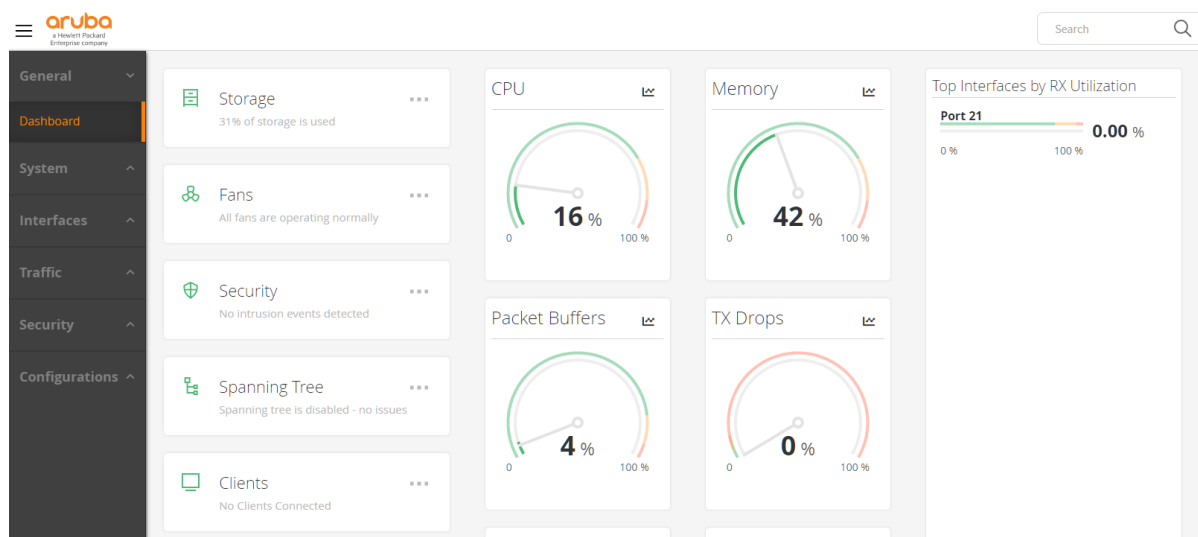 aruba
a Hewlett Packard
Enterprise company
Search
General
Dashboard
System
Interfaces
Traffic
Security
Configurations
Storage
31% of storage is used
Fans
All fans are operating normally
Security
No intrusion events detected
Spanning Tree
Spanning tree is disabled - no issues
Clients
No Clients Connected
CPU
16 %
0 100 %
Memory
42 %
0 100 %
Packet Buffers
4 %
0 100 %
TX Drops
0 %
0 100 %
Top Interfaces by RX Utilization
Port 21
0.00 %
0 % 100 %